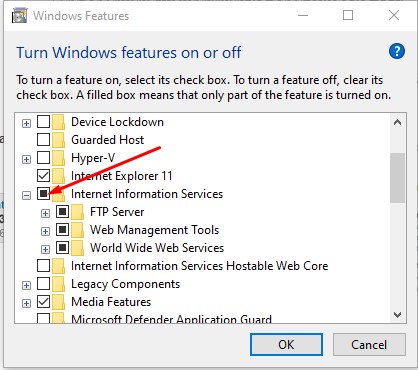 Windows Features
Turn Windows features on or off
To turn a feature on, select its check box. To turn a feature off, clear its
check box. A filled box means that only part of the feature is turned on.
Device Lockdown
Guarded Host
Hyper-V
Internet Explorer 11
Internet Information Services
FTP Server
Web Management Tools
World Wide Web Services
Internet Information Services Hostable Web Core
Legacy Components
Media Features
Microsoft Defender Application Guard
OK
Cancel